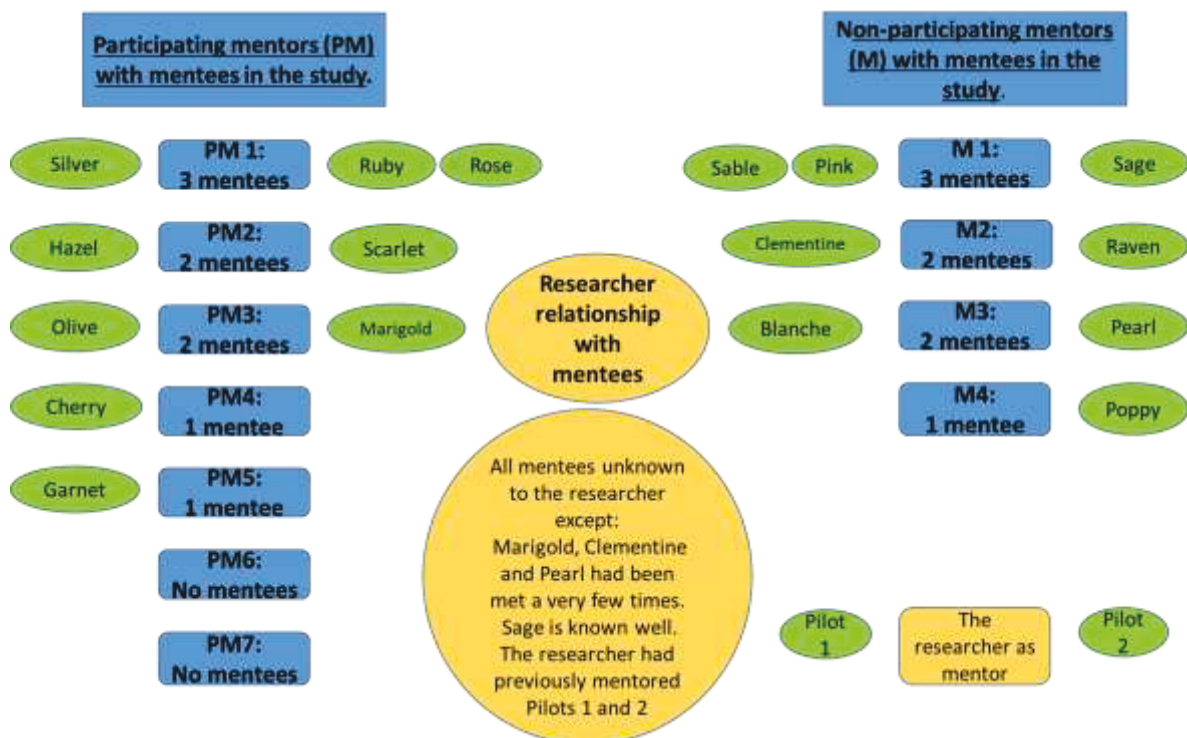 Participating mentors (PM)
with mentees in the study.
Non-participating mentors
(M) with mentees in the
study.
Silver
PM 1:
3 mentees
Ruby
Rose
Sable
Pink
M 1:
3 mentees
Sage
Hazel
PM2:
2 mentees
Scarlet
Clementine
M2:
2 mentees
Raven
Olive
PM3:
2 mentees
Marigold
Researcher
relationship
with
mentees
Blanche
M3:
2 mentees
Pearl
Cherry
PM4:
1 mentee
M4:
1 mentee
Poppy
Garnet
PM5:
1 mentee
PM6:
No mentees
PM7:
No mentees
All mentees unknown
to the researcher
except:
Marigold, Clementine
and Pearl had been
met a very few times.
Sage is known well.
The researcher had
previously mentored
Pilots 1 and 2
Pilot
1
The
researcher as
mentor
Pilot
2